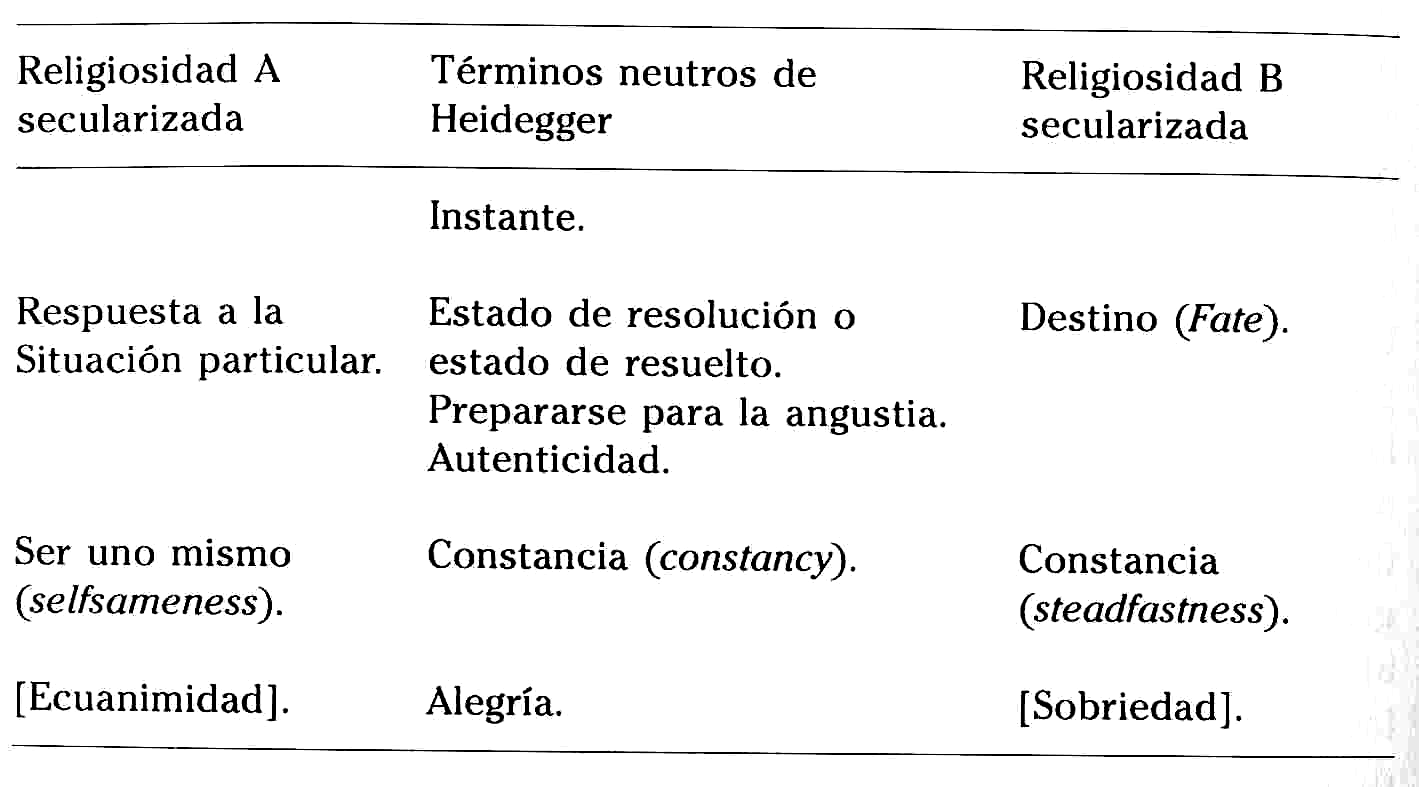 Religiosidad A
secularizada
Términos neutros de
Heidegger
Religiosidad B
secularizada
Instante.
Respuesta a la
Situación particular.
Estado de resolución o
estado de resuelto.
Prepararse para la angustia.
Autenticidad.
Destino (Fate).
Ser uno mismo
(selfsameness).
Constancia (constancy).
Constancia
(steadfastness).
[Ecuanimidad].
Alegría.
[Sobriedad].